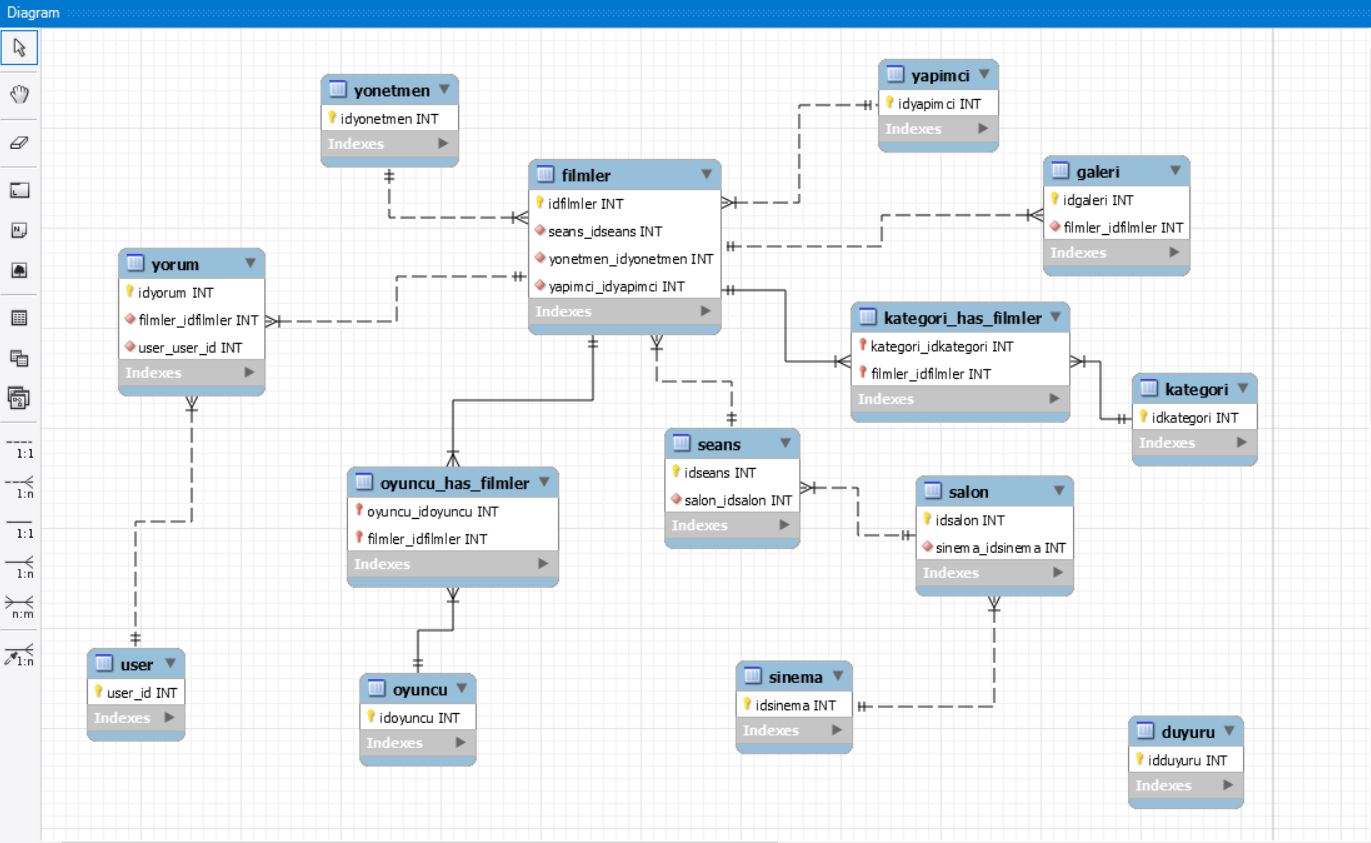 Diagram
yonetmen
idyonetmen INT
Indexes
yapimci
idyapimci INT
Indexes
filmler
idfilmler INT
seans_idseans INT
yonetmen_idyonetmen INT
yapimci_idyapimci INT
Indexes
galeri
idgaleri INT
filmler_idfilmler INT
Indexes
yorum
idyorum INT
filmler_idfilmler INT
user_user_id INT
Indexes
kategori_has_filmler
kategori_idkategori INT
filmler_idfilmler INT
Indexes
kategori
idkategori INT
Indexes
seans
idseans INT
salon_idsalon INT
Indexes
oyuncu_has_filmler
oyuncu_idoyuncu INT
filmler_idfilmler INT
Indexes
salon
idsalon INT
sinema_idsinema INT
Indexes
user
user_id INT
Indexes
oyuncu
idoyuncu INT
Indexes
sinema
idsinema INT
Indexes
duyuru
idduyuru INT
Indexes
1:1
1:n
1:1
1:n
n:m
1:n